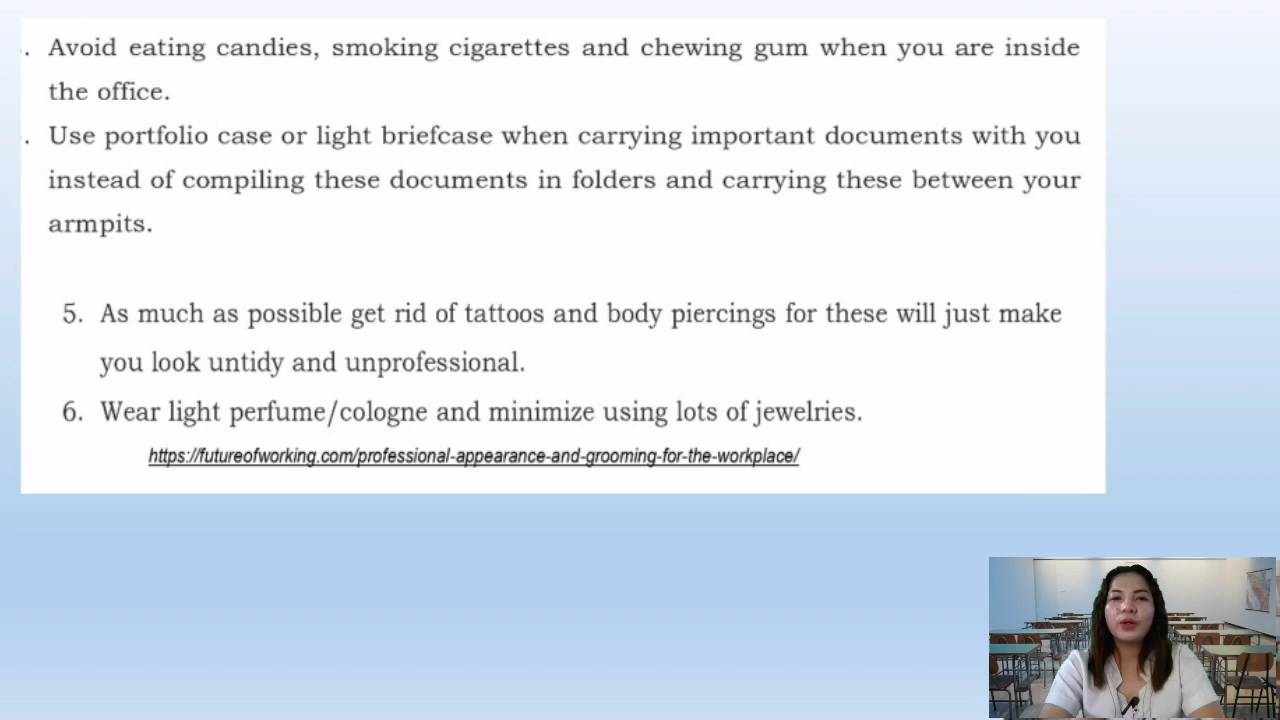 . Avoid eating candies, smoking cigarettes and chewing gum when you are inside
the office.
. Use portfolio case or light briefcase when carrying important documents with you
instead of compiling these documents in folders and carrying these between your
armpits.
5. As much as possible get rid of tattoos and body piercings for these will just make
you look untidy and unprofessional.
6. Wear light perfume/cologne and minimize using lots of jewelries.
https://futureofworking.com/professional-appearance-and-grooming-for-the-workplace/